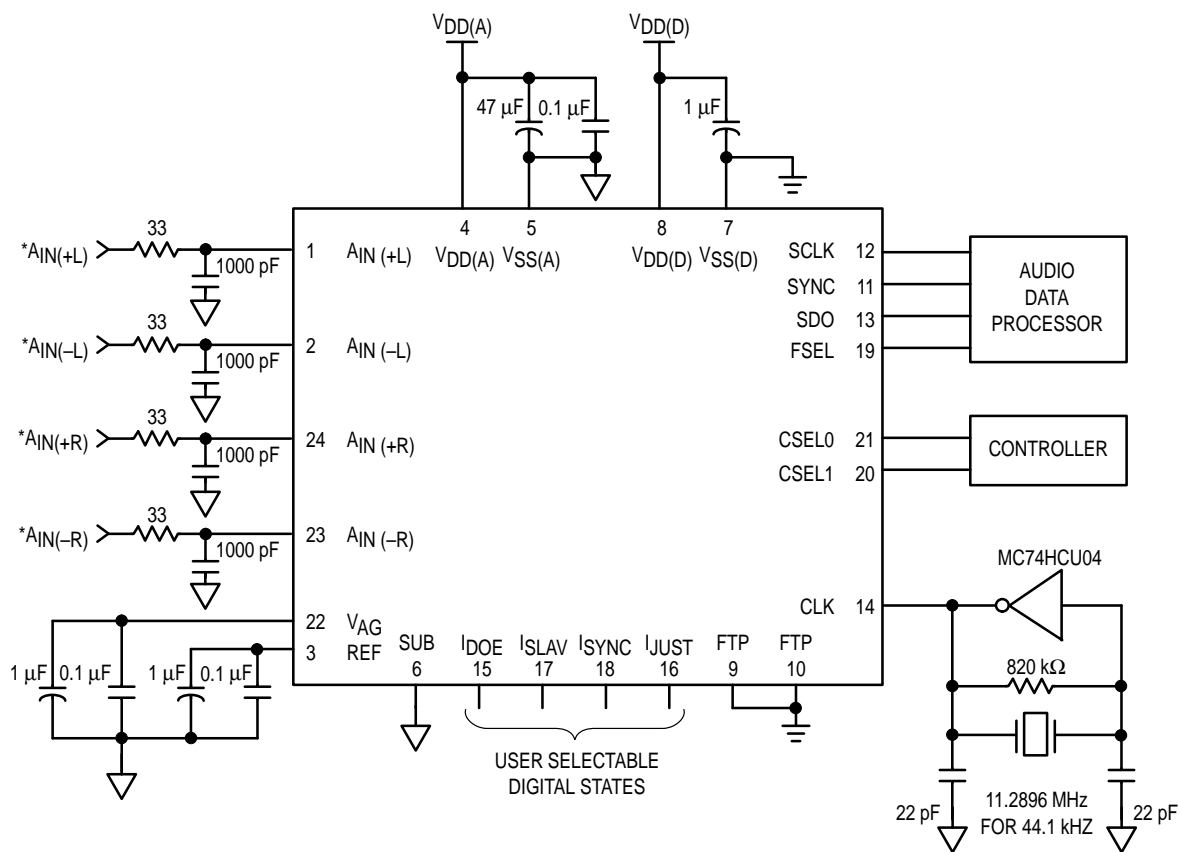 VDD(A)
VDD(D)
47 µF
0.1 µF
1 µF
4
5
8
7
VDD(A)
VSS(A)
VDD(D)
VSS(D)
*AIN(+L)
33
1000 pF
1
AIN (+L)
*AIN(–L)
33
1000 pF
2
AIN (–L)
*AIN(+R)
33
1000 pF
24
AIN (+R)
*AIN(–R)
33
1000 pF
23
AIN (–R)
22
VAG
3
REF
1 µF
0.1 µF
1 µF
0.1 µF
SCLK
12
SYNC
11
SDO
13
FSEL
19
AUDIO
DATA
PROCESSOR
CSEL0
21
CSEL1
20
CONTROLLER
MC74HCU04
CLK
14
820 kΩ
SUB
6
IDOE
15
ISLAV
17
ISYNC
18
IJUST
16
FTP
9
FTP
10
USER SELECTABLE
DIGITAL STATES
22 pF
11.2896 MHz
FOR 44.1 kHZ
22 pF